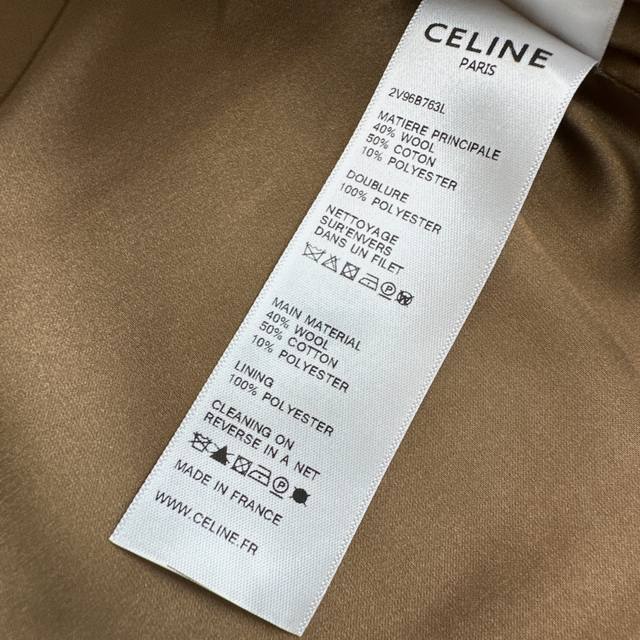 CELINE
PARIS
2V96B763L
MATIERE PRINCIPALE
40% WOOL
50% COTON
10% POLYESTER
DOUBLURE
100% POLYESTER
NETTOYAGE
SUR'ENVERS
DANS UN FILET
MAIN MATERIAL
40% WOOL
50% COTTON
10% POLYESTER
LINING
100% POLYESTER
CLEANING ON
REVERSE IN A NET
MADE IN FRANCE
WWW.CELINE.FR